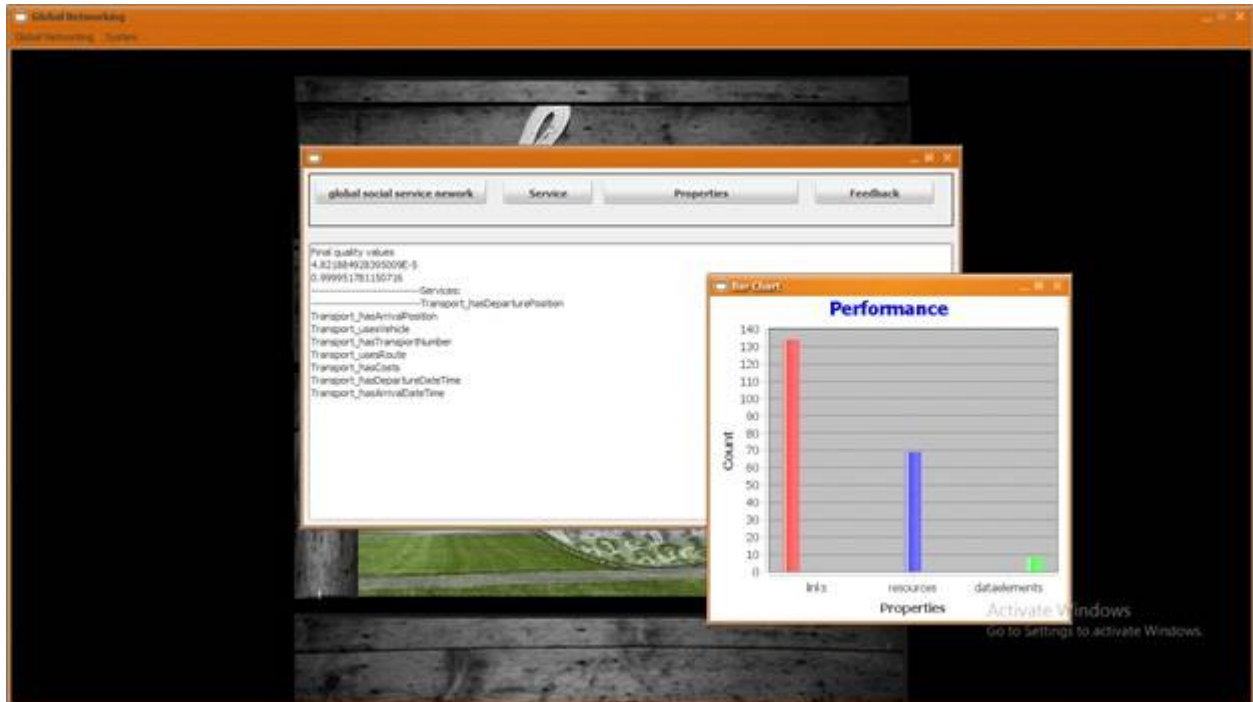 Global Networking
Global Networking System
global social service nework Service Properties Feedback
Final quality values
4.821884928395009E-5
0.999951781150716
----------------------------Services:
----------------------------Transport_hasDeparturePosition
Transport_hasArrivalPosition
Transport_usesVehicle
Transport_hasTransportNumber
Transport_usesRoute
Transport_hasCosts
Transport_hasDepartureDateTime
Transport_hasArrivalDateTime
Bar Chart
Performance
140
130
120
110
100
90
80
70
60
50
40
30
20
10
0
Count
links resources dataelements
Properties
Activate Windows
Go to Settings to activate Windows.